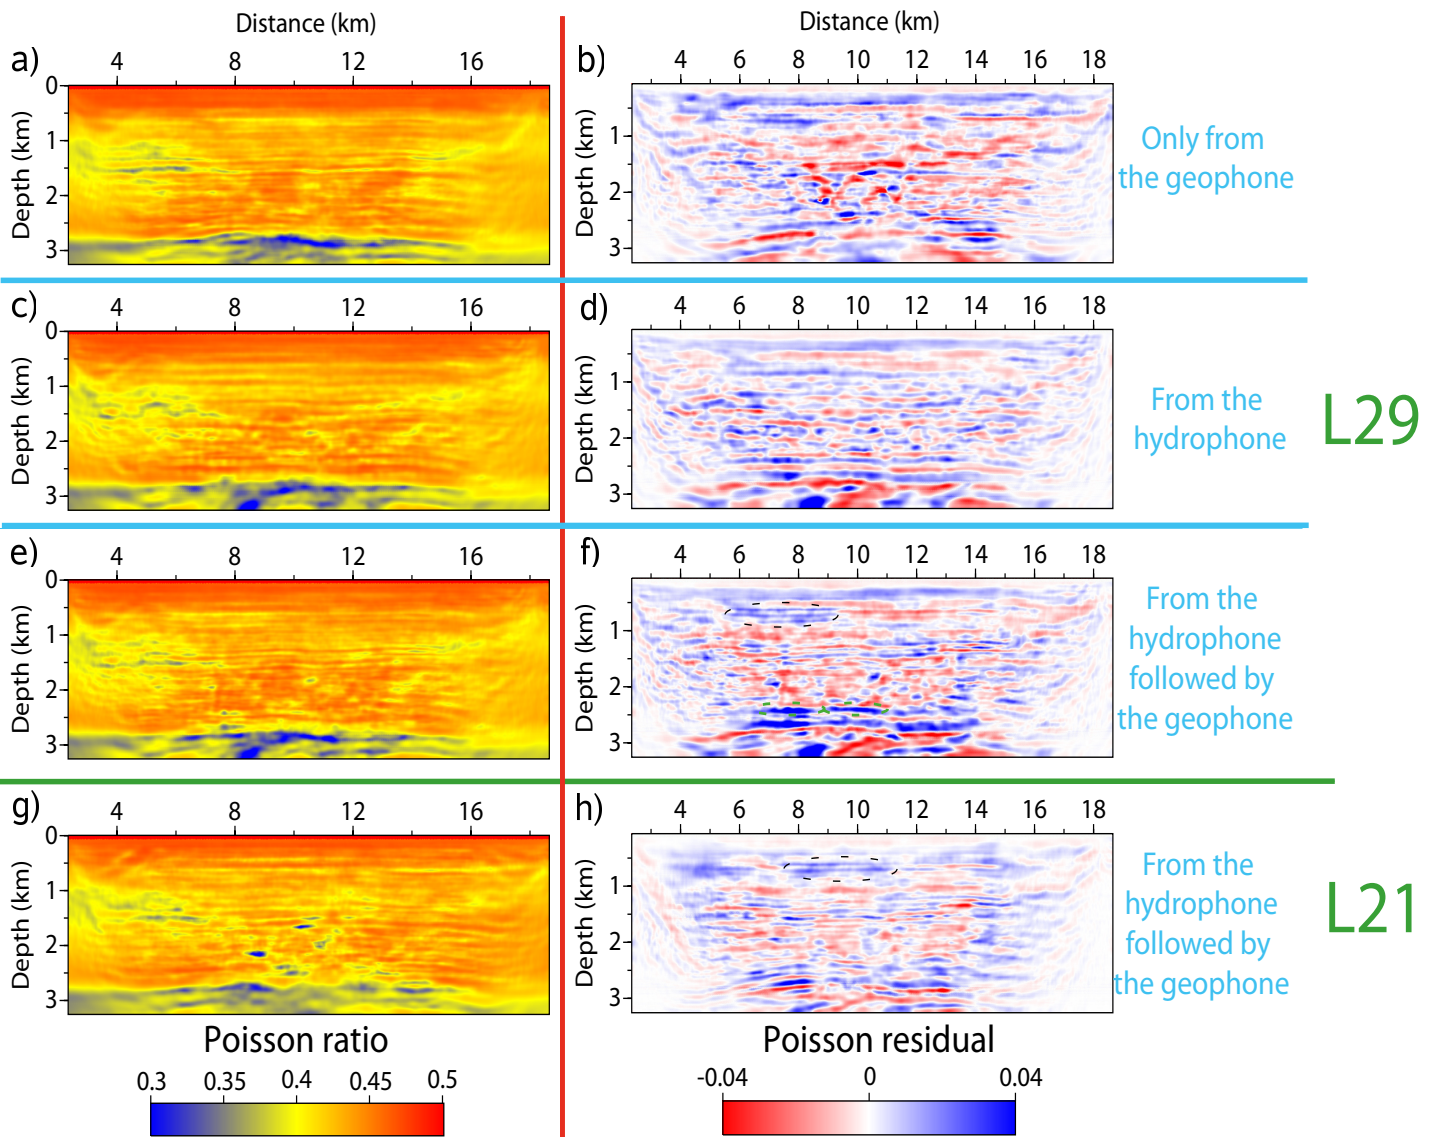 Distance (km)
Distance (km)
a)
4 8 12 16
b)
4 6 8 10 12 14 16 18
0
1
2
3
Depth (km)
1
2
3
Depth (km)
Only from
the geophone
c)
4 8 12 16
d)
4 6 8 10 12 14 16 18
0
1
2
3
Depth (km)
1
2
3
Depth (km)
From the
hydrophone
L29
e)
4 8 12 16
f)
4 6 8 10 12 14 16 18
0
1
2
3
Depth (km)
1
2
3
Depth (km)
From the
hydrophone
followed by
the geophone
g)
4 8 12 16
h)
4 6 8 10 12 14 16 18
0
1
2
3
Depth (km)
1
2
3
Depth (km)
From the
hydrophone
followed by
the geophone
L21
Poisson ratio
0.3 0.35 0.4 0.45 0.5
Poisson residual
-0.04 0 0.04